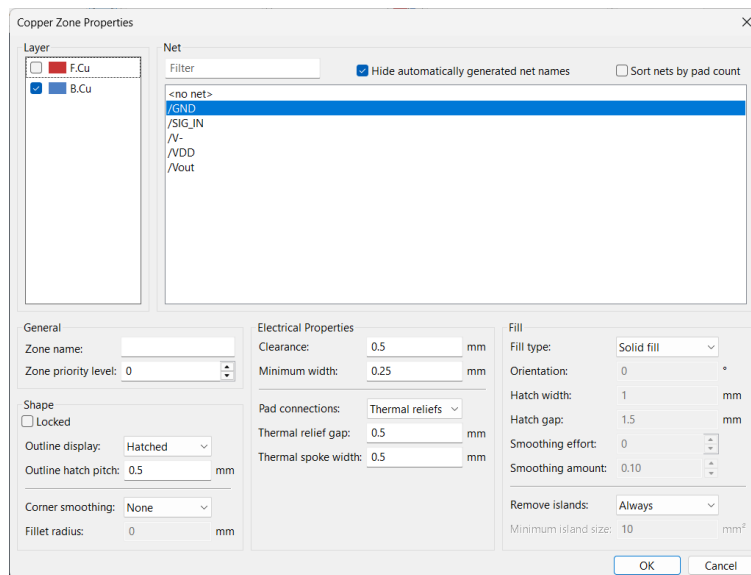 Copper Zone Properties
Layer
F.Cu
B.Cu
Net
Filter
Hide automatically generated net names
Sort nets by pad count
<no net>
/GND
/SIG_IN
/V-
/VDD
/Vout
General
Zone name:
Zone priority level: 0
Shape
Locked
Outline display: Hatched
Outline hatch pitch: 0.5 mm
Corner smoothing: None
Fillet radius: 0 mm
Electrical Properties
Clearance: 0.5 mm
Minimum width: 0.25 mm
Pad connections: Thermal reliefs
Thermal relief gap: 0.5 mm
Thermal spoke width: 0.5 mm
Fill
Fill type: Solid fill
Orientation: 0 °
Hatch width: 1 mm
Hatch gap: 1.5 mm
Smoothing effort: 0
Smoothing amount: 0.10
Remove islands: Always
Minimum island size: 10 mm²
OK Cancel